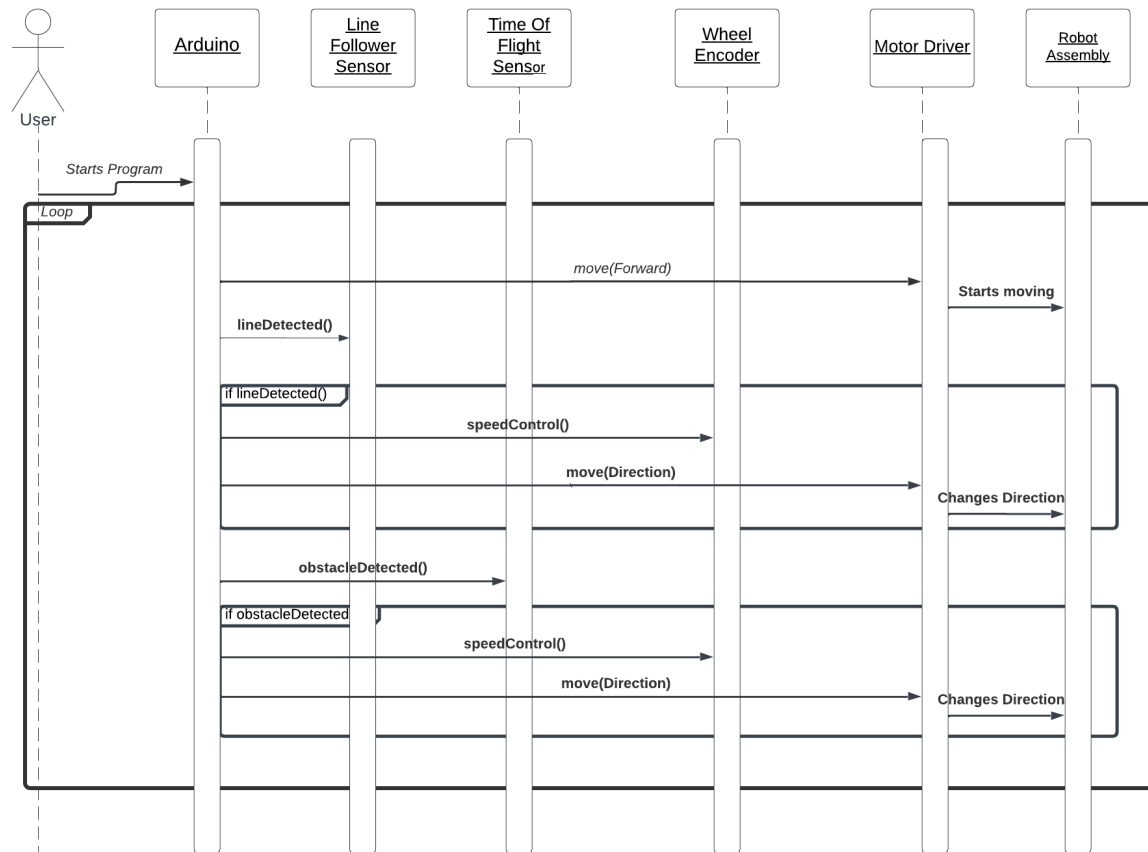 Arduino
Line
Follower
Sensor
Time Of
Flight
Sensor
Wheel
Encoder
Motor Driver
Robot
Assembly
User
Starts Program
Loop
move(Forward)
Starts moving
lineDetected()
if lineDetected()
speedControl()
move(Direction)
Changes Direction
obstacleDetected()
if obstacleDetected
speedControl()
move(Direction)
Changes Direction